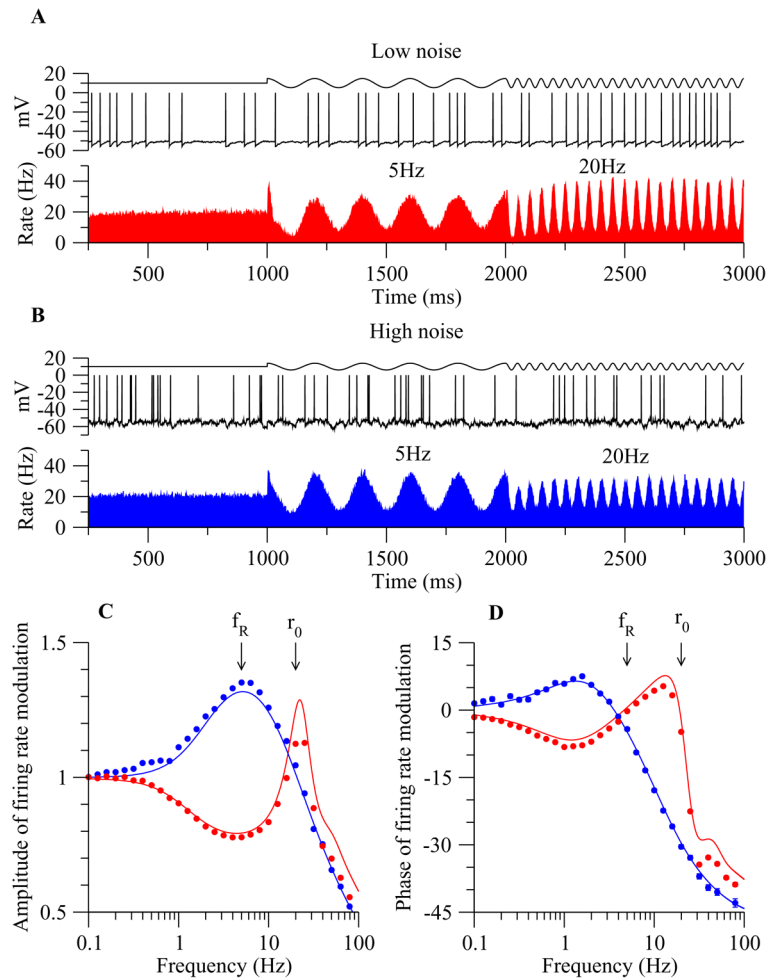 A
Low noise
20
0
-20
-40
-60
mV
5Hz
20Hz
40
20
0
Rate (Hz)
500
1000
1500
2000
2500
3000
Time (ms)
B
High noise
20
0
-20
-40
-60
mV
5Hz
20Hz
40
20
0
Rate (Hz)
500
1000
1500
2000
2500
3000
Time (ms)
C
f_R
r_0
1.5
1
0.5
Amplitude of firing rate modulation
0.1
1
10
100
Frequency (Hz)
D
f_R
r_0
15
0
-15
-30
-45
Phase of firing rate modulation
0.1
1
10
100
Frequency (Hz)